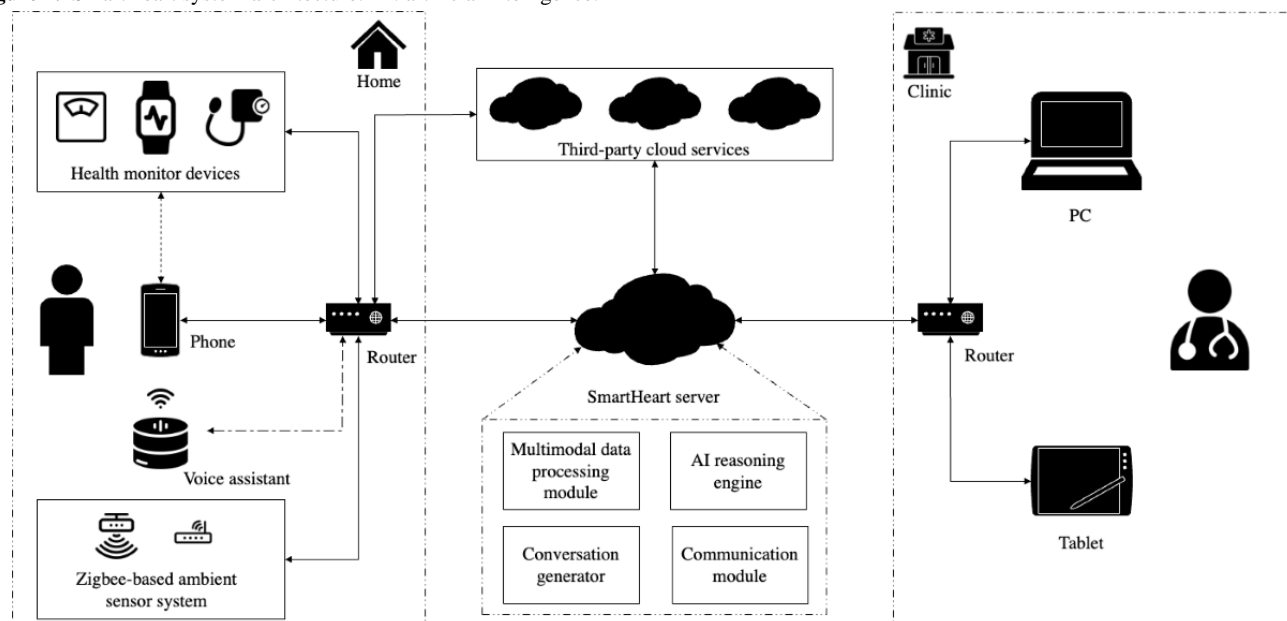 Home
Health monitor devices
Phone
Router
Voice assistant
Zigbee-based ambient
sensor system
Third-party cloud services
SmartHeart server
Multimodal data
processing
module
AI reasoning
engine
Conversation
generator
Communication
module
Clinic
PC
Router
Tablet